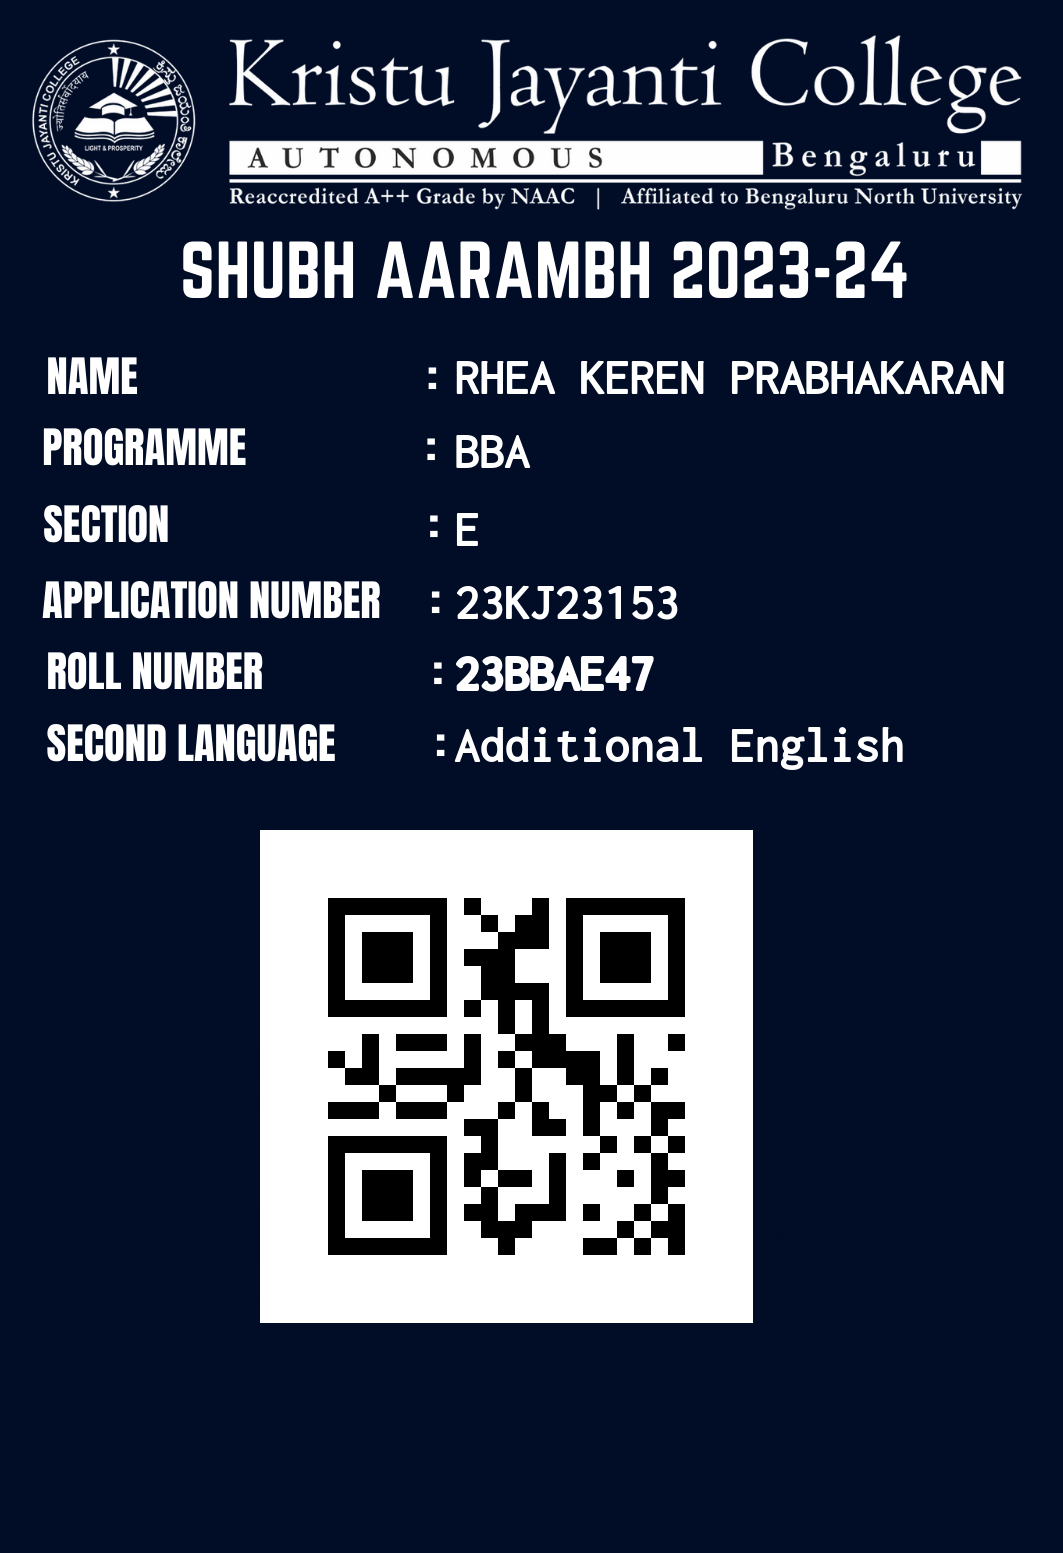 KRISTU JAYANTI COLLEGE
ಕ್ರಿಸ್ತು ಜಯಂತಿ ಕಾಲೇಜು
LIGHT & PROSPERITY
Kristu Jayanti College
AUTONOMOUS Bengaluru
Reaccredited A++ Grade by NAAC | Affiliated to Bengaluru North University
SHUBH AARAMBH 2023-24
NAME : RHEA KEREN PRABHAKARAN
PROGRAMME : BBA
SECTION : E
APPLICATION NUMBER : 23KJ23153
ROLL NUMBER : 23BBAE47
SECOND LANGUAGE : Additional English